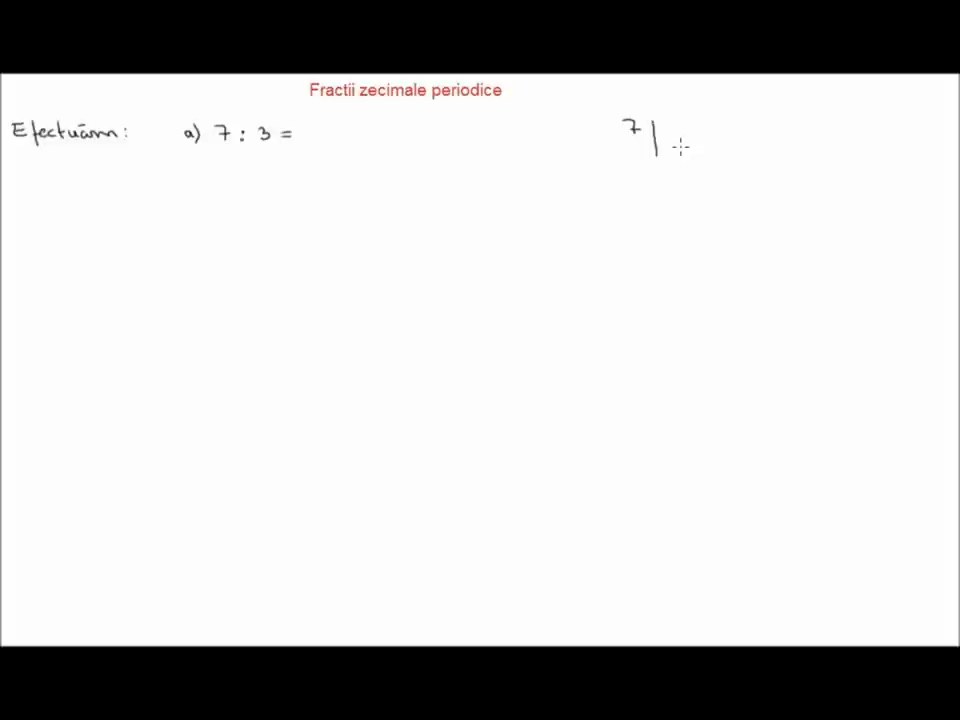 Fractii zecimale periodice
Efectuăm: a) 7 : 3 = 7